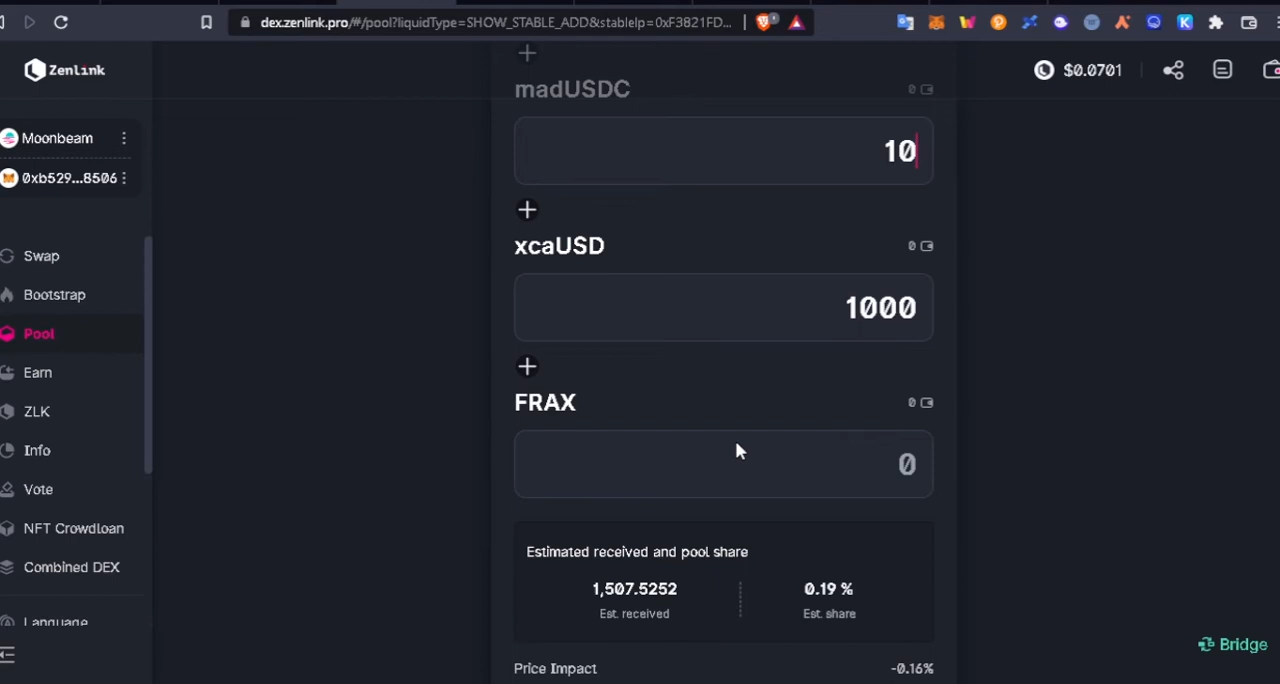 dex.zenlink.pro/#/pool?liquidType=SHOW_STABLE_ADD&stablelp=0xF3821FD...
Zenlink
$0.0701
Moonbeam
0xb529...8506
Swap
Bootstrap
Pool
Earn
ZLK
Info
Vote
NFT Crowdloan
Combined DEX
Language
madUSDC
0
10
xcaUSD
0
1000
FRAX
0
0
Estimated received and pool share
1,507.5252
0.19 %
Est. received
Est. share
Price Impact
-0.16%
Bridge